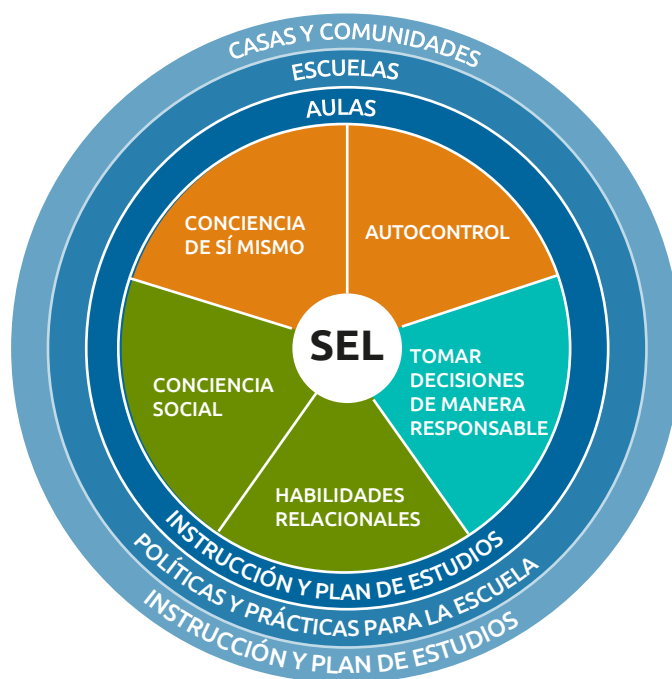 CASAS Y COMUNIDADES
ESCUELAS
AULAS
CONCIENCIA
DE SÍ MISMO
AUTOCONTROL
SEL
TOMAR
DECISIONES
DE MANERA
RESPONSABLE
CONCIENCIA
SOCIAL
HABILIDADES
RELACIONALES
INSTRUCCIÓN Y PLAN DE ESTUDIOS
POLÍTICAS Y PRÁCTICAS PARA LA ESCUELA
INSTRUCCIÓN Y PLAN DE ESTUDIOS